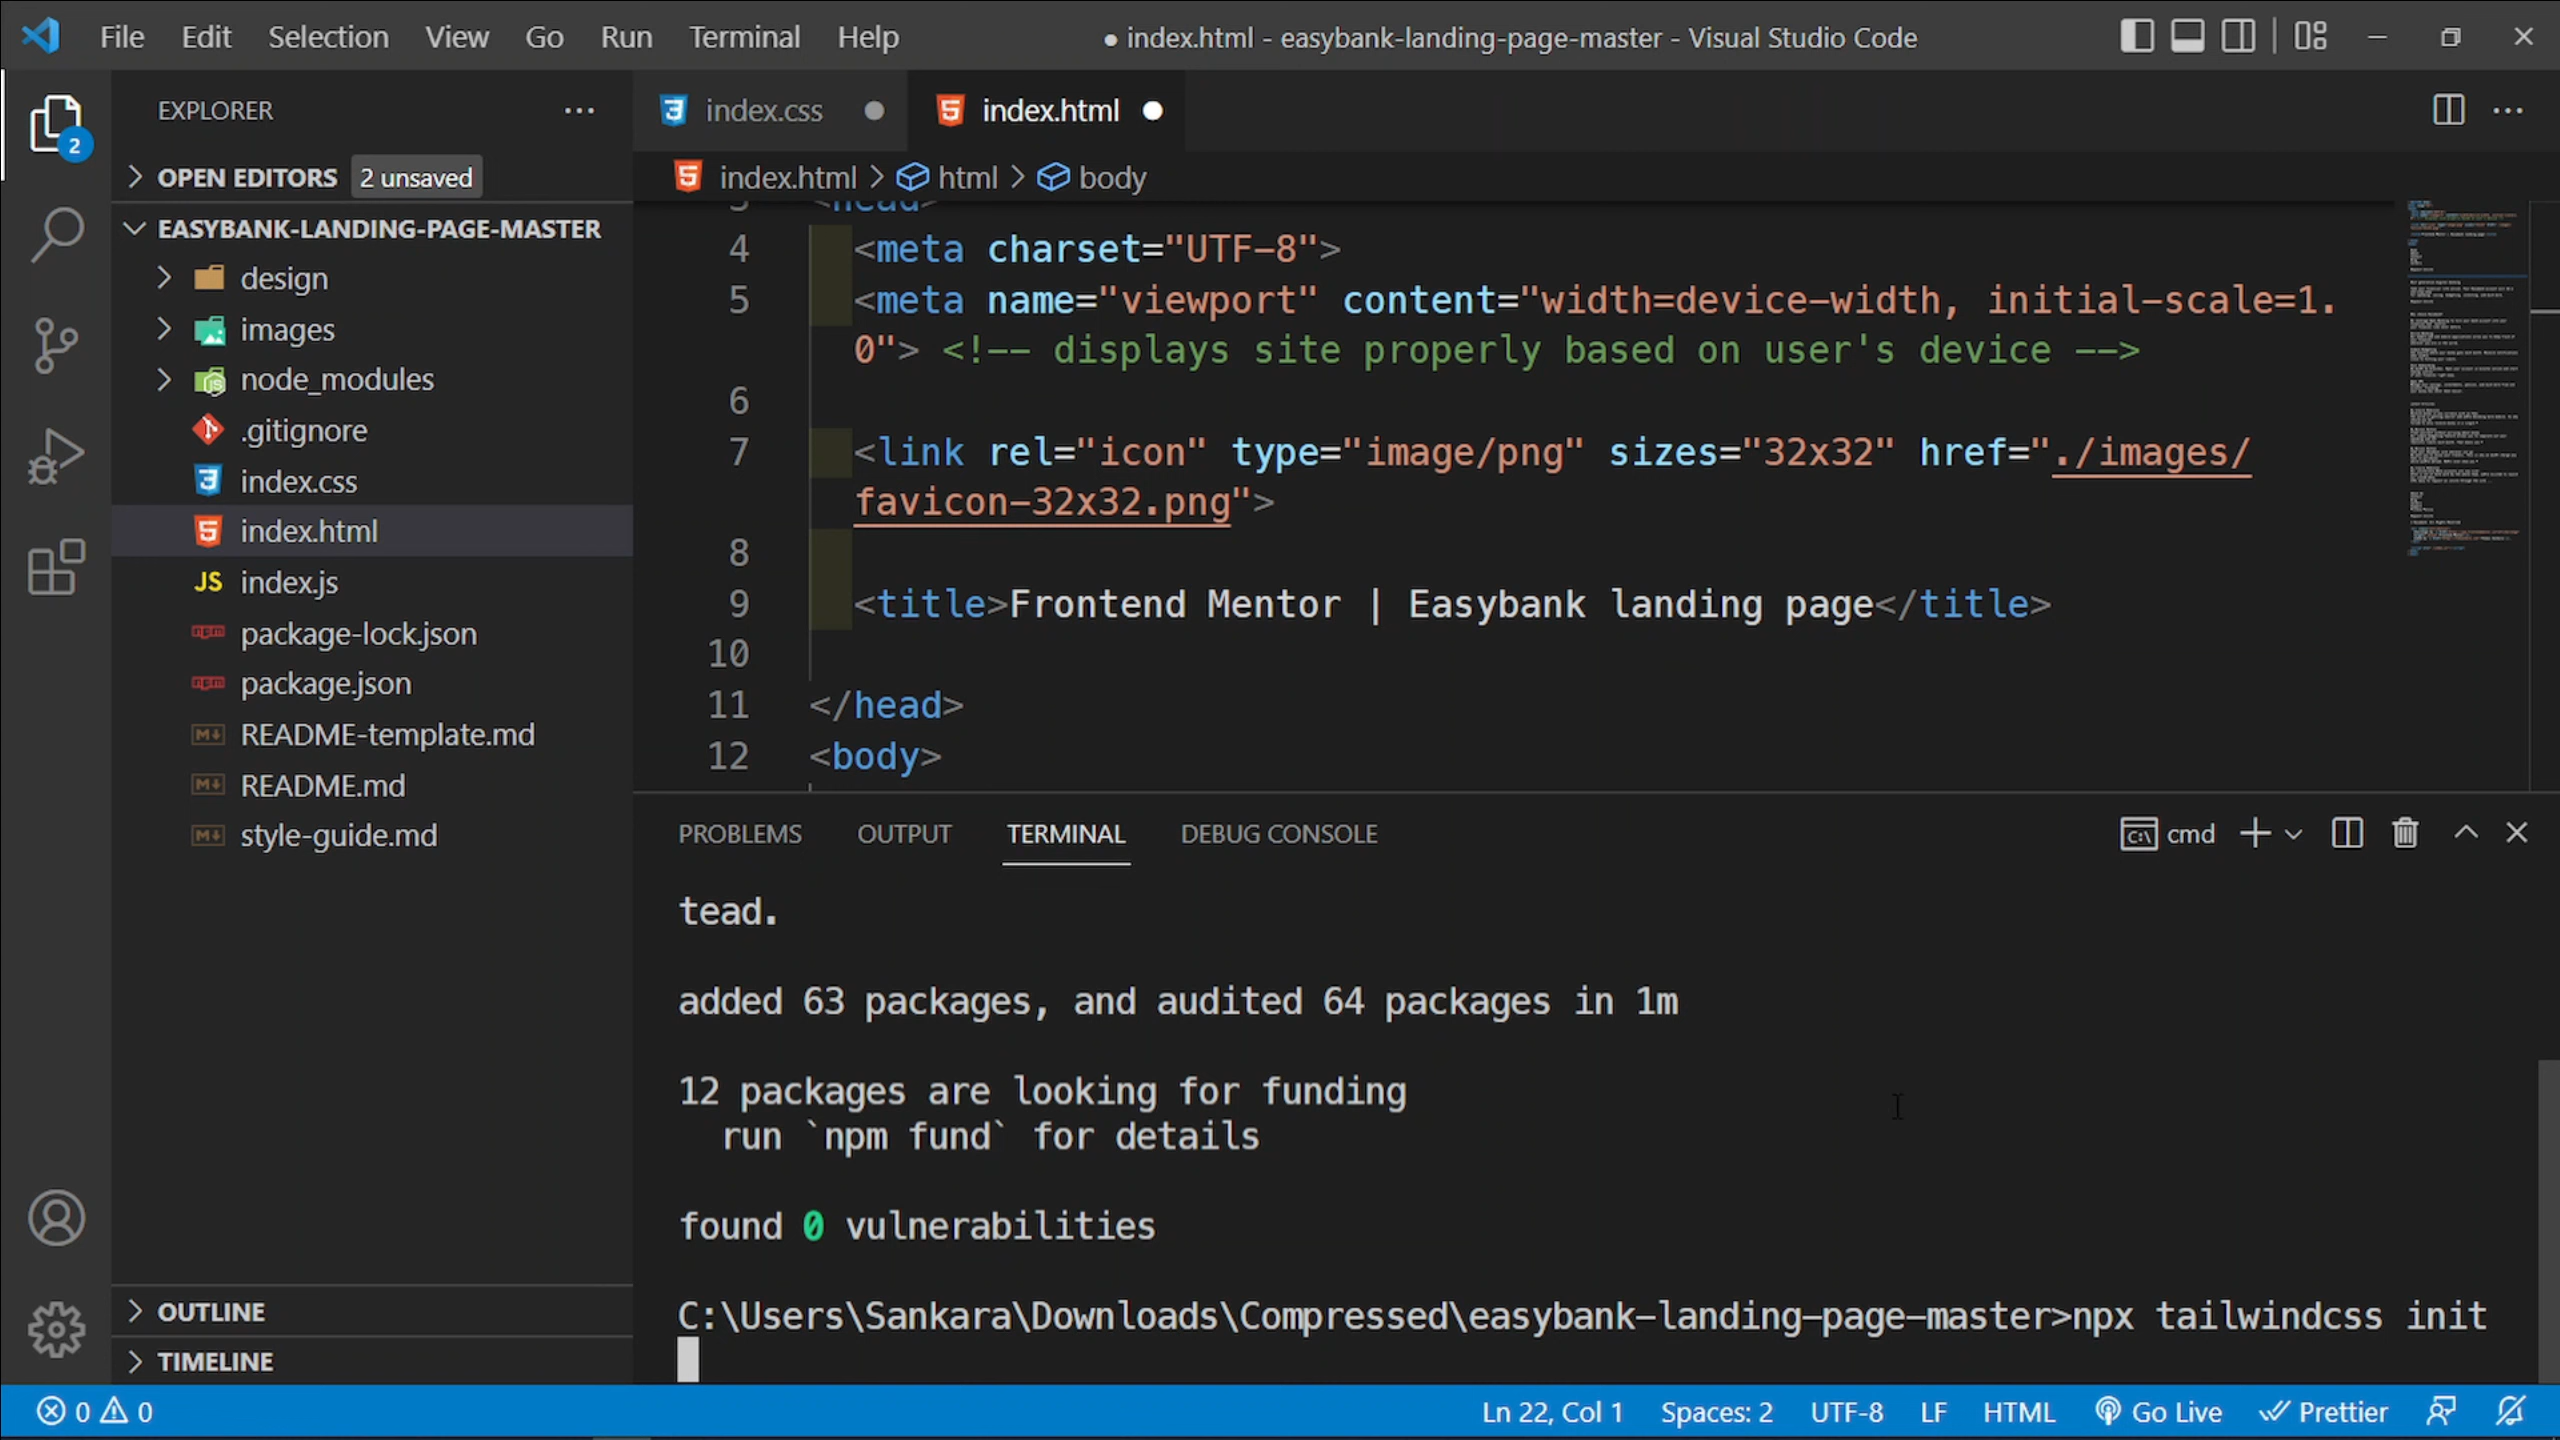 File Edit Selection View Go Run Terminal Help ● index.html - easybank-landing-page-master - Visual Studio Code
EXPLORER ...
2
OPEN EDITORS 2 unsaved
EASYBANK-LANDING-PAGE-MASTER
design
images
node_modules
.gitignore
index.css
index.html
JS index.js
package-lock.json
package.json
README-template.md
README.md
style-guide.md
OUTLINE
TIMELINE
index.css ● index.html ●
index.html > html > body
3 <head>
4 <meta charset="UTF-8">
5 <meta name="viewport" content="width=device-width, initial-scale=1.
0"> <!-- displays site properly based on user's device -->
6
7 <link rel="icon" type="image/png" sizes="32x32" href="./images/
favicon-32x32.png">
8
9 <title>Frontend Mentor | Easybank landing page</title>
10
11 </head>
12 <body>
PROBLEMS OUTPUT TERMINAL DEBUG CONSOLE cmd
tead.
added 63 packages, and audited 64 packages in 1m
12 packages are looking for funding
run `npm fund` for details
found 0 vulnerabilities
C:\Users\Sankara\Downloads\Compressed\easybank-landing-page-master>npx tailwindcss init
0 0 Ln 22, Col 1 Spaces: 2 UTF-8 LF HTML Go Live Prettier